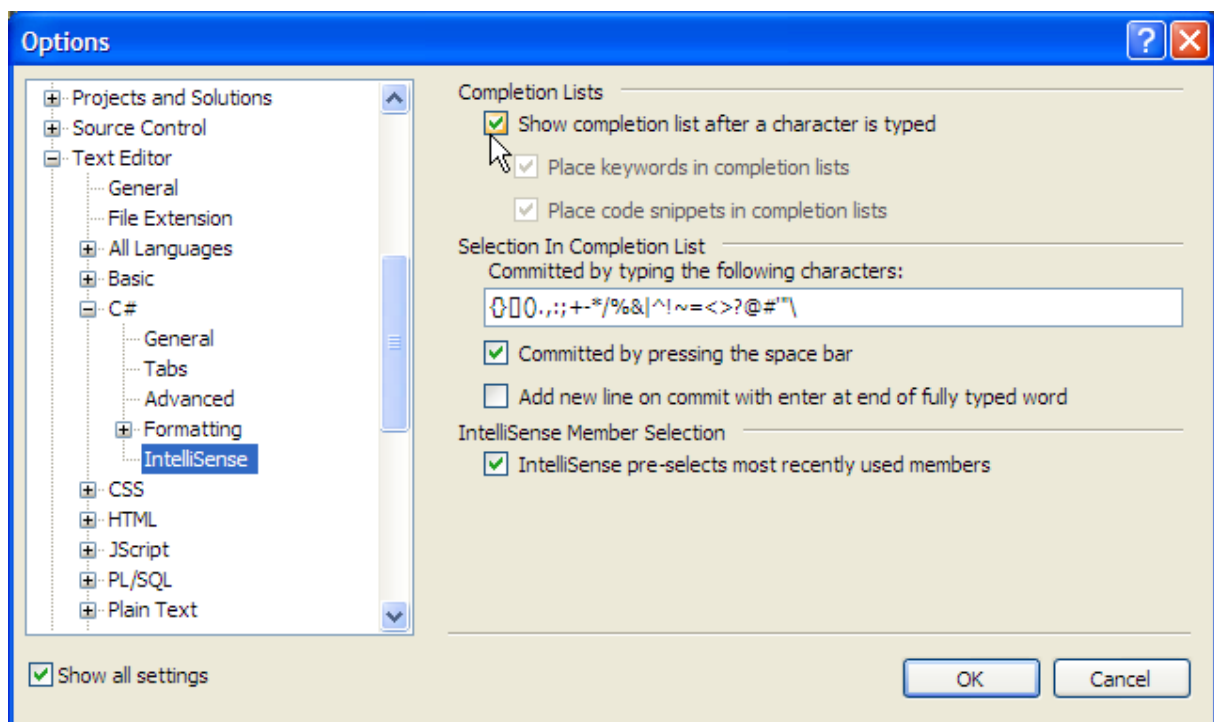 Options
Projects and Solutions
Source Control
Text Editor
General
File Extension
All Languages
Basic
C#
General
Tabs
Advanced
Formatting
IntelliSense
CSS
HTML
JScript
PL/SQL
Plain Text
Show all settings
Completion Lists
Show completion list after a character is typed
Place keywords in completion lists
Place code snippets in completion lists
Selection In Completion List
Committed by typing the following characters:
{}[]().,:;+-*/%&|^!~=<>?@#'"\
Committed by pressing the space bar
Add new line on commit with enter at end of fully typed word
IntelliSense Member Selection
IntelliSense pre-selects most recently used members
OK
Cancel